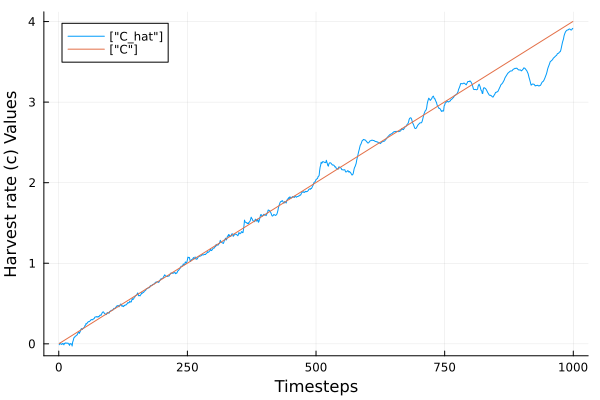 ["C_hat"]
["C"]
Harvest rate (c) Values
4
3
2
1
0
0 250 500 750 1000
Timesteps